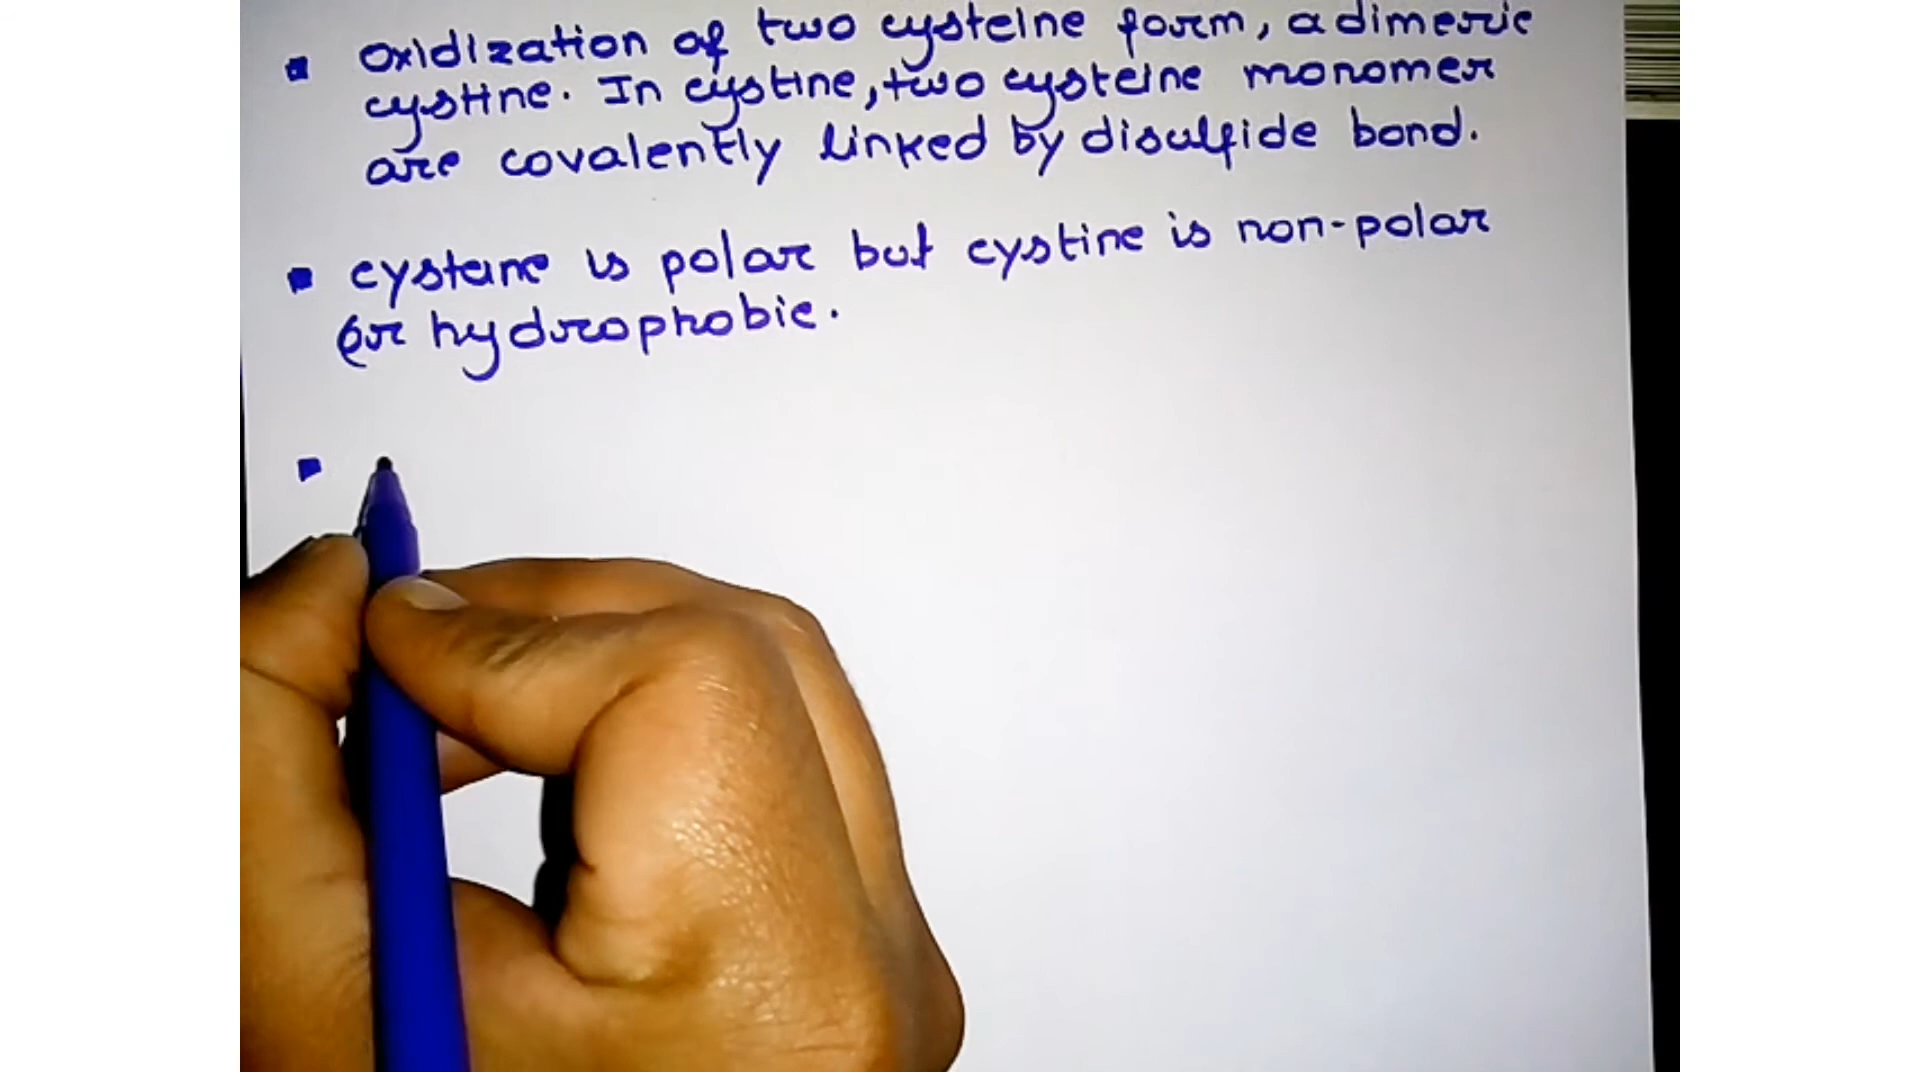 Oxidization of two cysteine form, a dimeric
cystine. In cystine, two cysteine monomer
are covalently linked by disulfide bond.
cysteine is polar but cystine is non-polar
or hydrophobic.